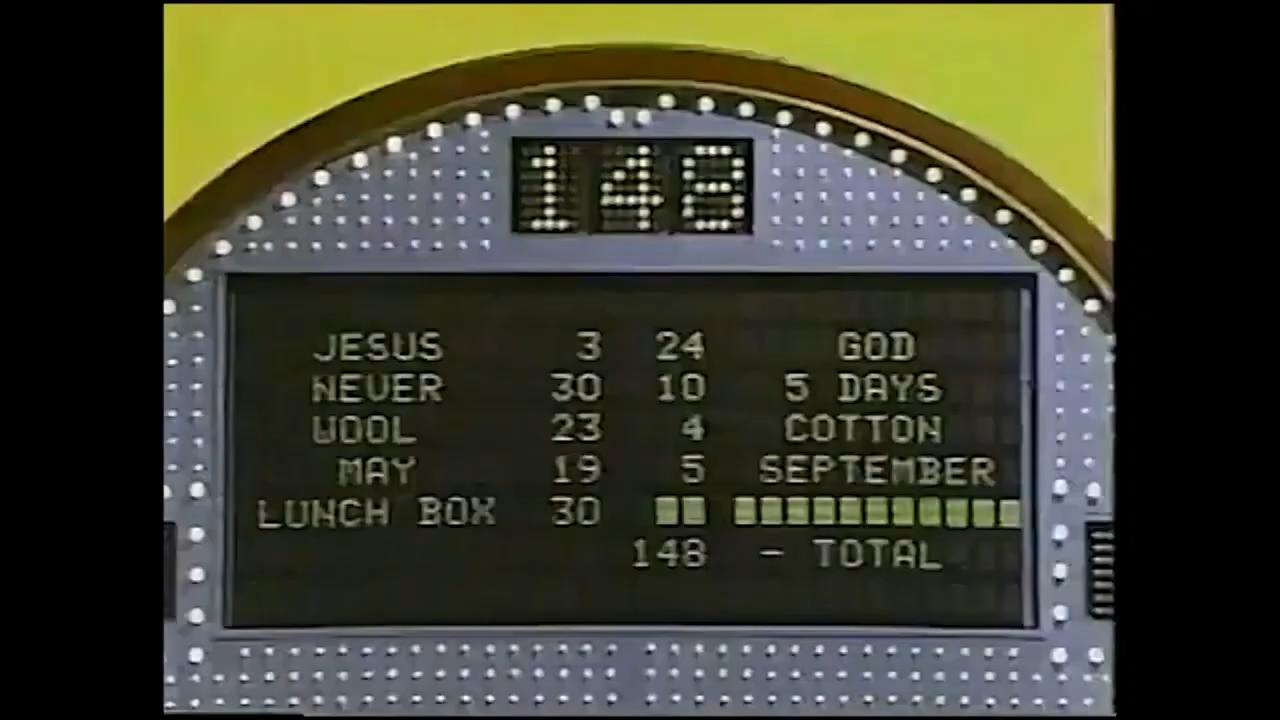 148
JESUS 3 24 GOD
NEVER 30 10 5 DAYS
WOOL 23 4 COTTON
MAY 19 5 SEPTEMBER
LUNCH BOX 30
148 - TOTAL